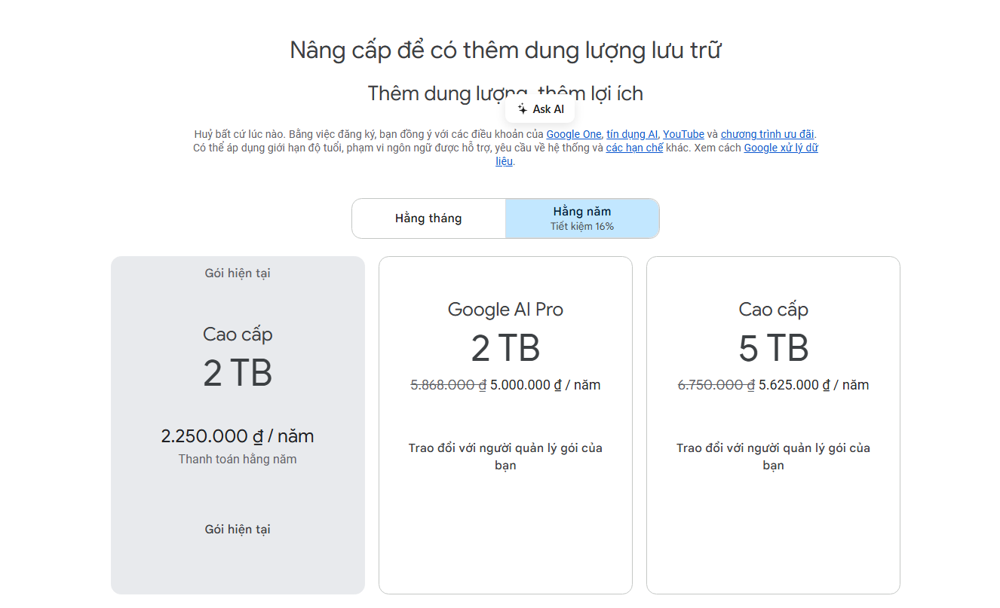 Nâng cấp để có thêm dung lượng lưu trữ
Thêm dung lượng, thêm lợi ích
Ask AI
Huỷ bất cứ lúc nào. Bằng việc đăng ký, bạn đồng ý với các điều khoản của Google One, tín dụng AI, YouTube và chương trình ưu đãi.
Có thể áp dụng giới hạn độ tuổi, phạm vi ngôn ngữ được hỗ trợ, yêu cầu về hệ thống và các hạn chế khác. Xem cách Google xử lý dữ
liệu.
Hằng tháng
Hằng năm
Tiết kiệm 16%
Gói hiện tại
Cao cấp
2 TB
2.250.000 ₫ / năm
Thanh toán hằng năm
Gói hiện tại
Google AI Pro
2 TB
5.868.000 ₫ 5.000.000 ₫ / năm
Trao đổi với người quản lý gói của
bạn
Cao cấp
5 TB
6.750.000 ₫ 5.625.000 ₫ / năm
Trao đổi với người quản lý gói của
bạn